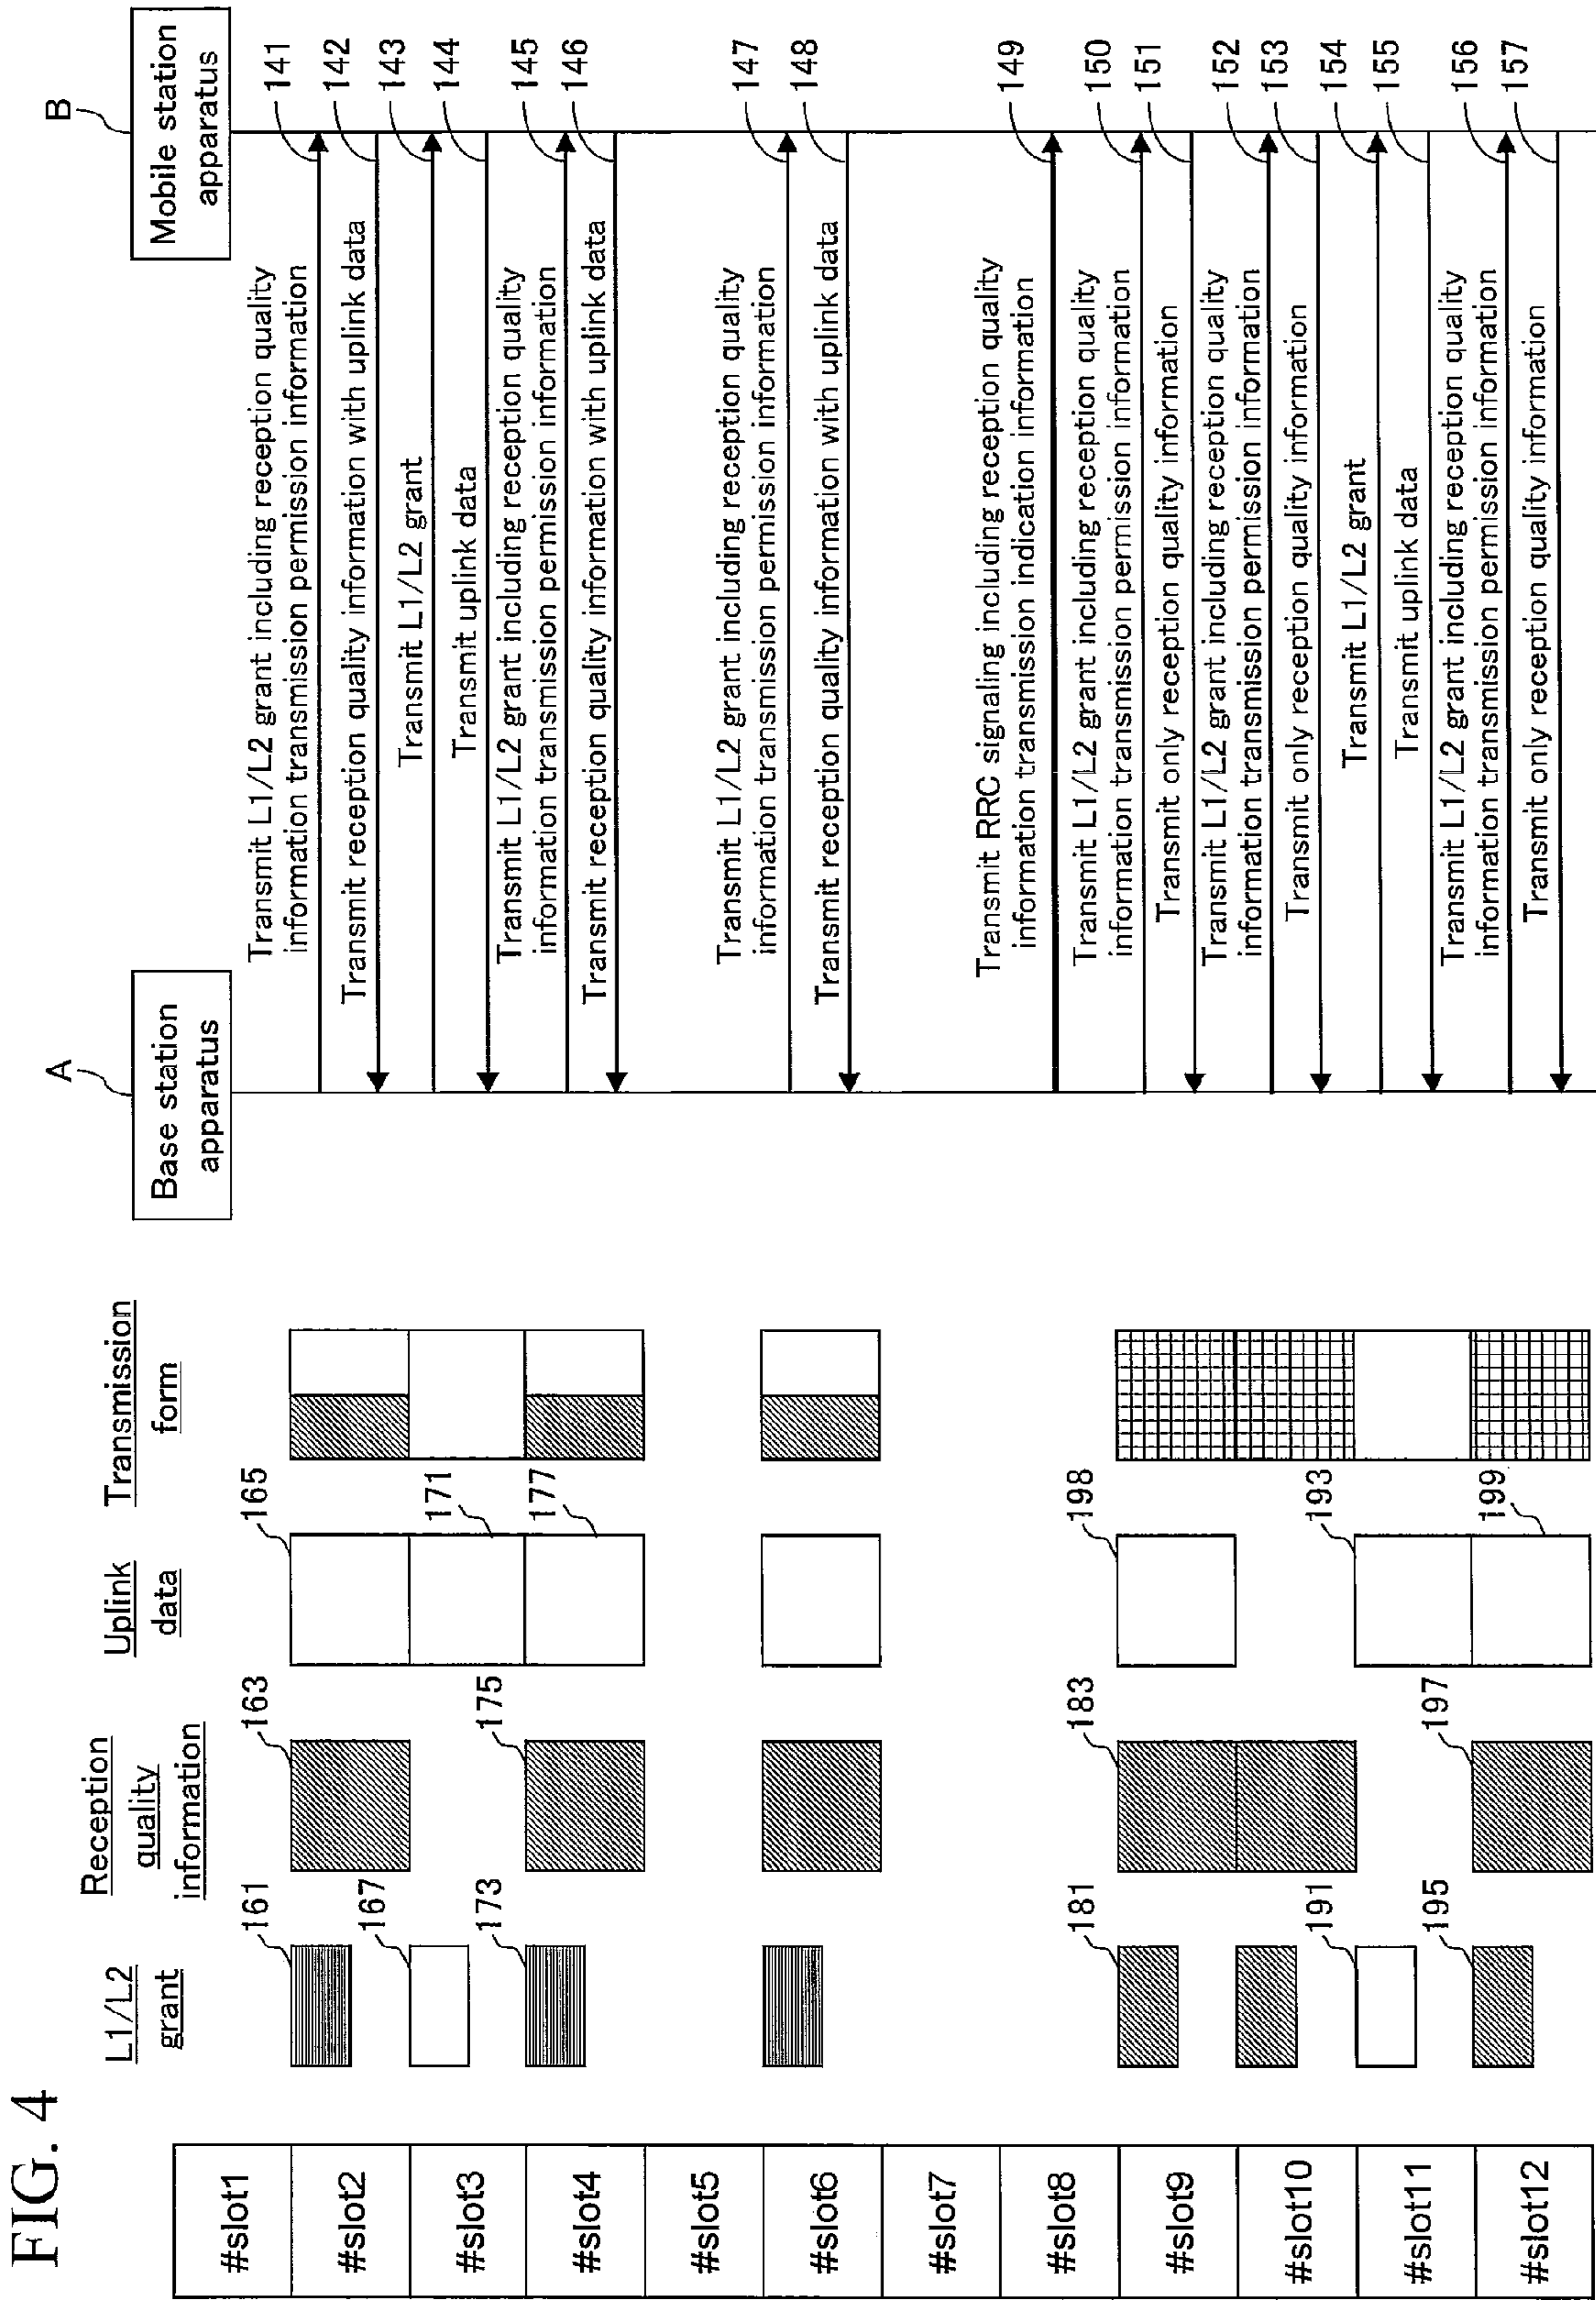 FIG. 4
L1/L2
grant
Reception
quality
information
Uplink
data
Transmission
form
A
Base station
apparatus
B
Mobile station
apparatus
#slot1
#slot2
#slot3
#slot4
#slot5
#slot6
#slot7
#slot8
#slot9
#slot10
#slot11
#slot12
161
163
165
167
171
173
175
177
181
183
198
191
193
195
197
199
Transmit L1/L2 grant including reception quality
information transmission permission information
141
Transmit reception quality information with uplink data
142
Transmit L1/L2 grant
143
Transmit uplink data
144
Transmit L1/L2 grant including reception quality
information transmission permission information
145
Transmit reception quality information with uplink data
146
Transmit L1/L2 grant including reception quality
information transmission permission information
147
Transmit reception quality information with uplink data
148
Transmit RRC signaling including reception quality
information transmission indication information
149
Transmit L1/L2 grant including reception quality
information transmission permission information
150
Transmit only reception quality information
151
Transmit L1/L2 grant including reception quality
information transmission permission information
152
Transmit only reception quality information
153
Transmit L1/L2 grant
154
Transmit uplink data
155
Transmit L1/L2 grant including reception quality
information transmission permission information
156
Transmit only reception quality information
157